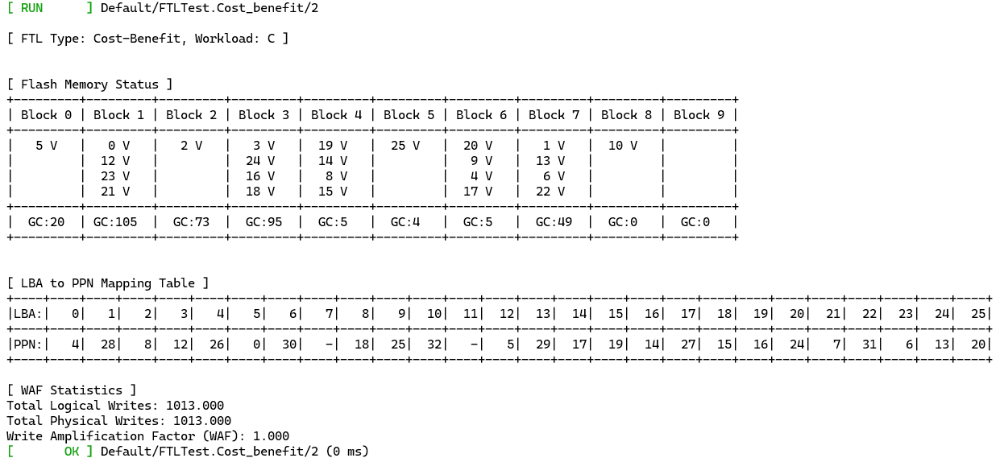 [ RUN      ] Default/FTLTest.Cost_benefit/2
[ FTL Type: Cost-Benefit, Workload: C ]
[ Flash Memory Status ]
+---------+---------+---------+---------+---------+---------+---------+---------+---------+---------+
| Block 0 | Block 1 | Block 2 | Block 3 | Block 4 | Block 5 | Block 6 | Block 7 | Block 8 | Block 9 |
+---------+---------+---------+---------+---------+---------+---------+---------+---------+---------+
|   5 V   |   0 V   |   2 V   |   3 V   |  19 V   |  25 V   |  20 V   |   1 V   |  10 V   |         |
|         |  12 V   |         |  24 V   |  14 V   |         |   9 V   |  13 V   |         |         |
|         |  23 V   |         |  16 V   |   8 V   |         |   4 V   |   6 V   |         |         |
|         |  21 V   |         |  18 V   |  15 V   |         |  17 V   |  22 V   |         |         |
+---------+---------+---------+---------+---------+---------+---------+---------+---------+---------+
|  GC:20  | GC:105  |  GC:73  |  GC:95  |  GC:5   |  GC:4   |  GC:5   |  GC:49  |  GC:0   |  GC:0   |
+---------+---------+---------+---------+---------+---------+---------+---------+---------+---------+
[ LBA to PPN Mapping Table ]
+----+----+----+----+----+----+----+----+----+----+----+----+----+----+----+----+----+----+----+----+----+----+----+----+----+----+----+
|LBA:|   0|   1|   2|   3|   4|   5|   6|   7|   8|   9|  10|  11|  12|  13|  14|  15|  16|  17|  18|  19|  20|  21|  22|  23|  24|  25|
+----+----+----+----+----+----+----+----+----+----+----+----+----+----+----+----+----+----+----+----+----+----+----+----+----+----+----+
|PPN:|   4|  28|   8|  12|  26|   0|  30|   -|  18|  25|  32|   -|   5|  29|  17|  19|  14|  27|  15|  16|  24|   7|  31|   6|  13|  20|
+----+----+----+----+----+----+----+----+----+----+----+----+----+----+----+----+----+----+----+----+----+----+----+----+----+----+----+
[ WAF Statistics ]
Total Logical Writes: 1013.000
Total Physical Writes: 1013.000
Write Amplification Factor (WAF): 1.000
[       OK ] Default/FTLTest.Cost_benefit/2 (0 ms)